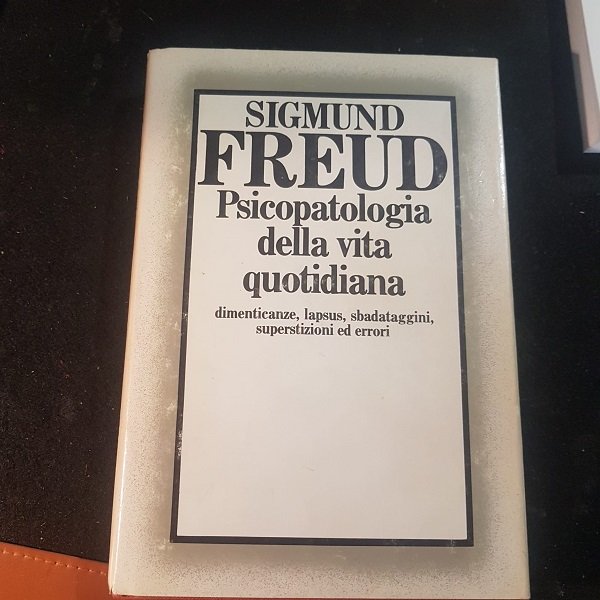 SIGMUND
FREUD
Psicopatologia
della vita
quotidiana
dimenticanze, lapsus, sbadataggini,
superstizioni ed errori